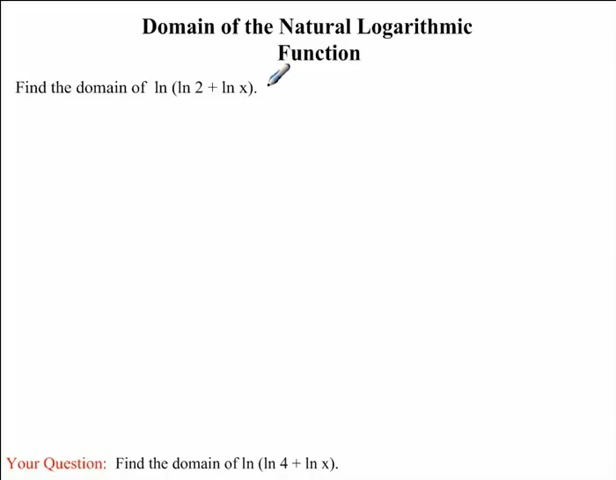 Domain of the Natural Logarithmic
Function
Find the domain of ln (ln 2 + ln x).
Your Question: Find the domain of ln (ln 4 + ln x).